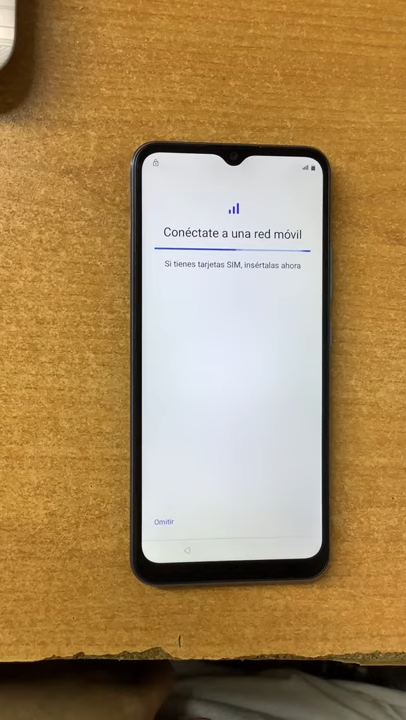 Conéctate a una red móvil
Si tienes tarjetas SIM, insértalas ahora
Omitir